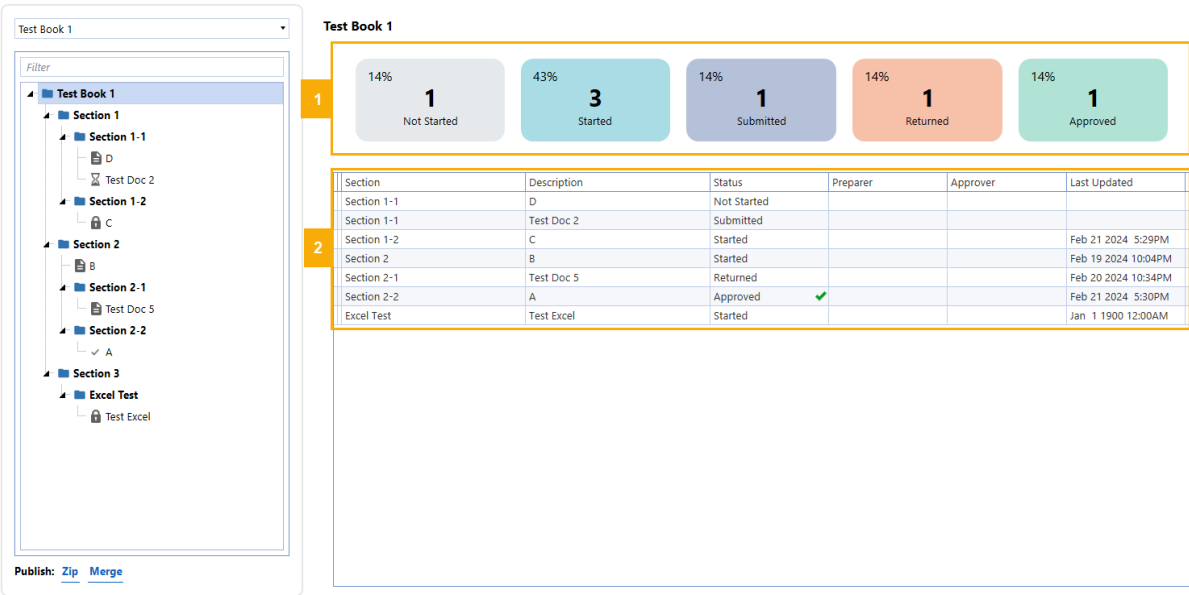 Test Book 1
Filter
Test Book 1
Section 1
Section 1-1
D
Test Doc 2
Section 1-2
C
Section 2
B
Section 2-1
Test Doc 5
Section 2-2
A
Section 3
Excel Test
Test Excel
Publish: Zip Merge
Test Book 1
1
14%
1
Not Started
43%
3
Started
14%
1
Submitted
14%
1
Returned
14%
1
Approved
2
Section Description Status Preparer Approver Last Updated
Section 1-1 D Not Started
Section 1-1 Test Doc 2 Submitted
Section 1-2 C Started Feb 21 2024 5:29PM
Section 2 B Started Feb 19 2024 10:04PM
Section 2-1 Test Doc 5 Returned Feb 20 2024 10:34PM
Section 2-2 A Approved Feb 21 2024 5:30PM
Excel Test Test Excel Started Jan 1 1900 12:00AM